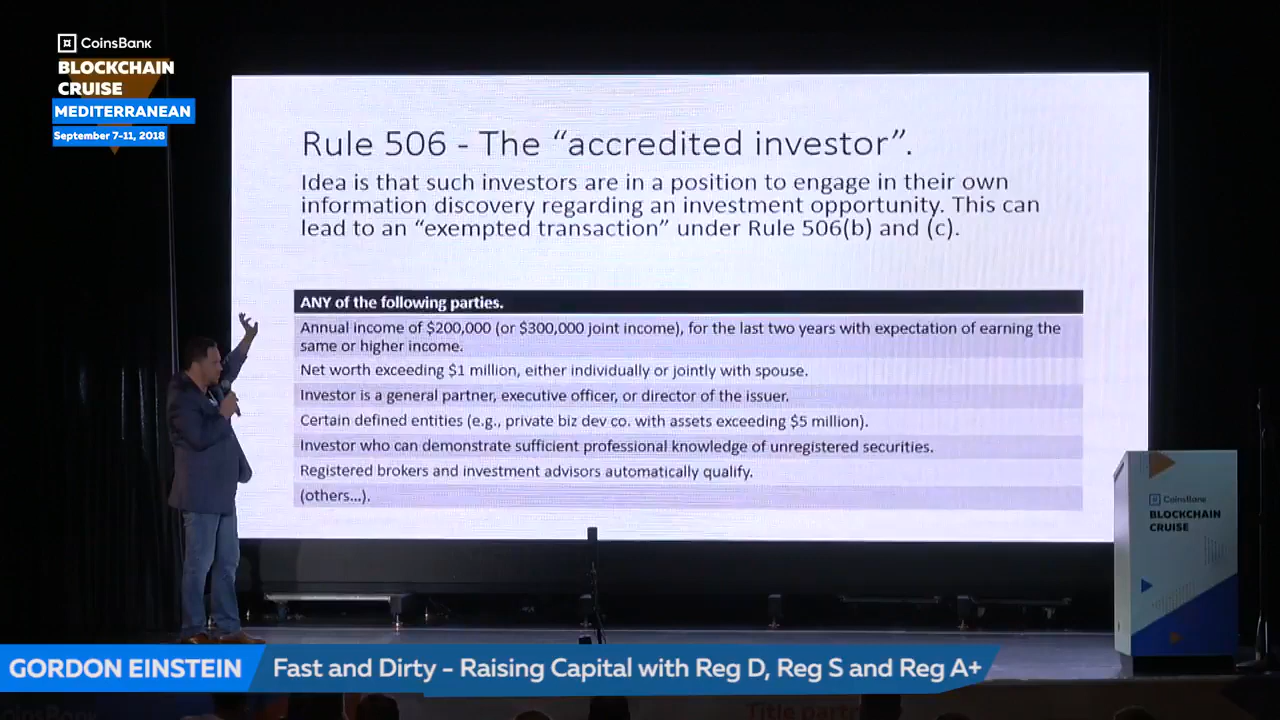 CoinsBank
BLOCKCHAIN
CRUISE
MEDITERRANEAN
September 7-11, 2018
Rule 506 - The “accredited investor”.
Idea is that such investors are in a position to engage in their own
information discovery regarding an investment opportunity. This can
lead to an “exempted transaction” under Rule 506(b) and (c).
ANY of the following parties.
Annual income of $200,000 (or $300,000 joint income), for the last two years with expectation of earning the
same or higher income.
Net worth exceeding $1 million, either individually or jointly with spouse.
Investor is a general partner, executive officer, or director of the issuer.
Certain defined entities (e.g., private biz dev co. with assets exceeding $5 million).
Investor who can demonstrate sufficient professional knowledge of unregistered securities.
Registered brokers and investment advisors automatically qualify.
(others...).
CoinsBank
BLOCKCHAIN
CRUISE
GORDON EINSTEIN
Fast and Dirty – Raising Capital with Reg D, Reg S and Reg A+
CoinsBank
Title